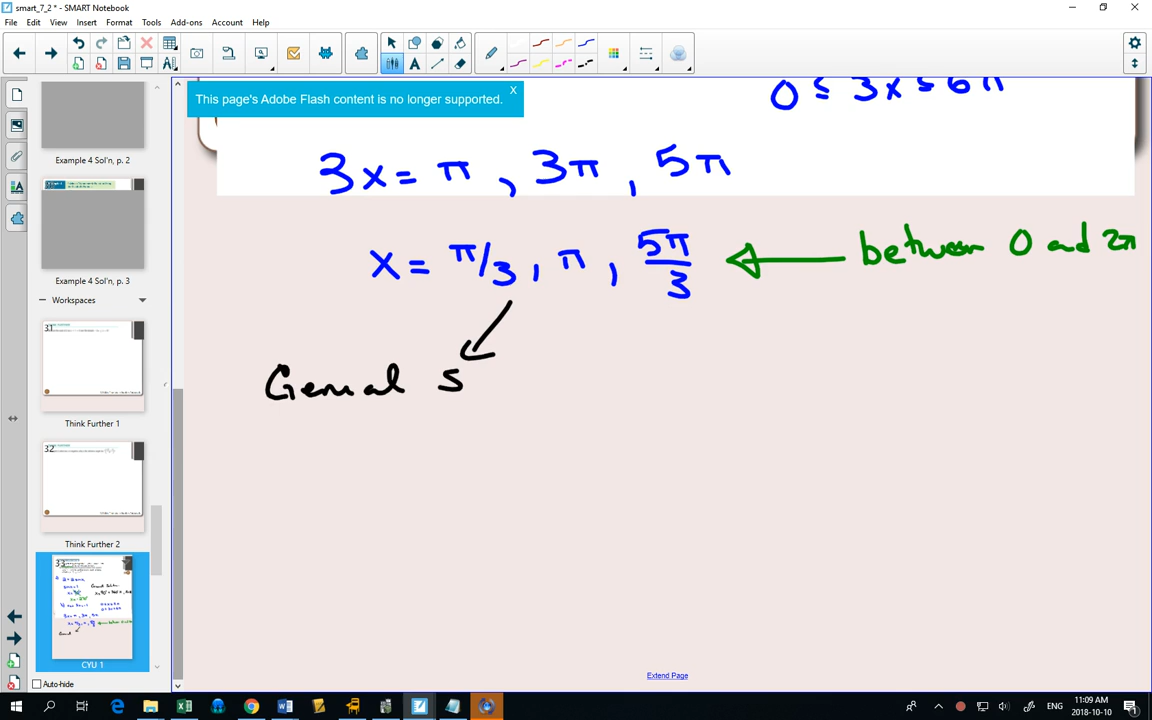 smart_7_2 * - SMART Notebook
File Edit View Insert Format Tools Add-ons Account Help
This page's Adobe Flash content is no longer supported. X
0 ≤ 3x ≤ 6π
3x = π , 3π , 5π
x = π/3 , π , 5π/3 between 0 and 2π
General S
Example 4 Sol'n, p. 2
Example 4 Sol'n, p. 3
Workspaces
Think Further 1
Think Further 2
CYU 1
Auto-hide
Extend Page
ENG
11:09 AM
2018-10-10